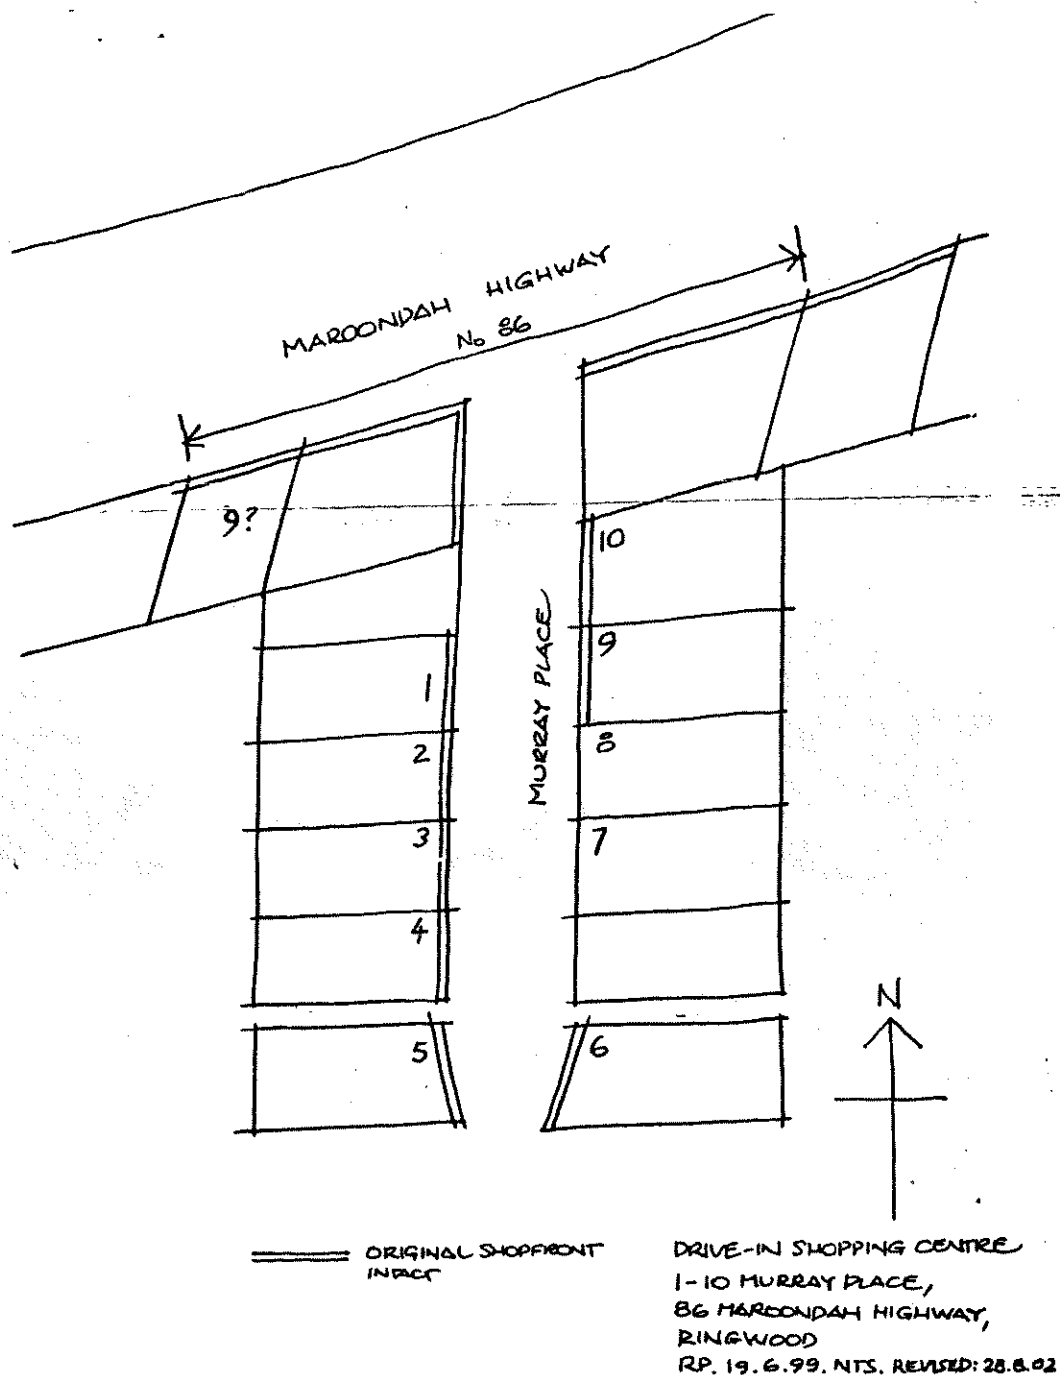 MAROONDAH HIGHWAY
No 86
9?
10
9
1
MURRAY PLACE
2
8
3
7
4
N
5
6
ORIGINAL SHOPFRONT
INTACT
DRIVE-IN SHOPPING CENTRE
1-10 MURRAY PLACE,
86 MAROONDAH HIGHWAY,
RINGWOOD
RP. 19.6.99. NTS. REVISED: 28.8.02